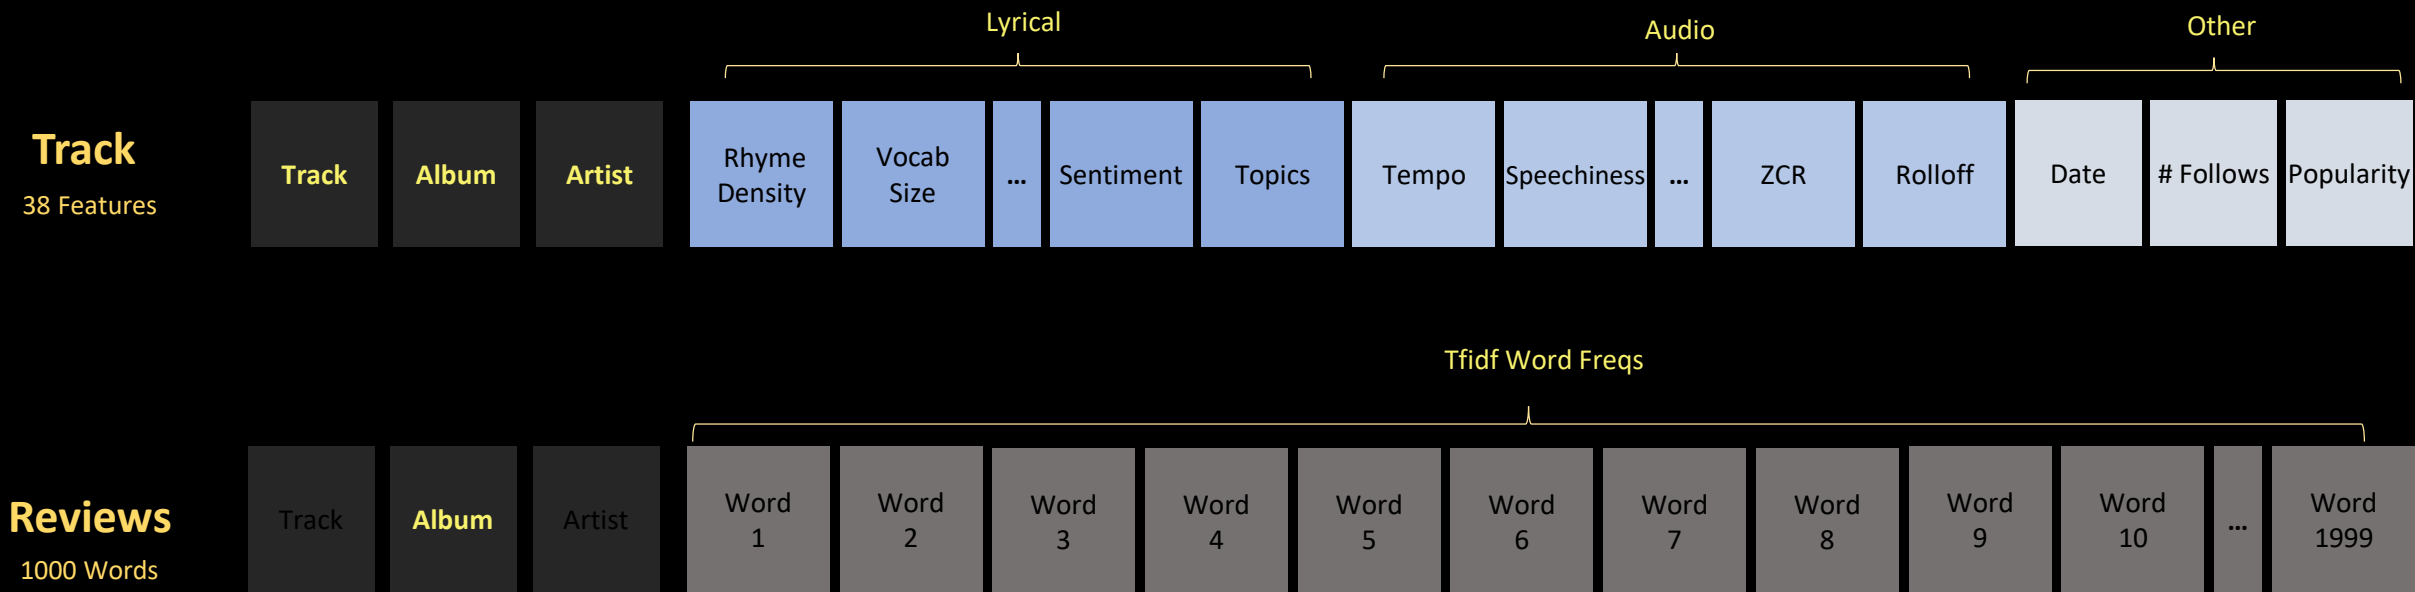 Lyrical
Audio
Other
Track
38 Features
Track
Album
Artist
Rhyme
Density
Vocab
Size
...
Sentiment
Topics
Tempo
Speechiness
...
ZCR
Rolloff
Date
# Follows
Popularity
Tfidf Word Freqs
Reviews
1000 Words
Track
Album
Artist
Word
1
Word
2
Word
3
Word
4
Word
5
Word
6
Word
7
Word
8
Word
9
Word
10
...
Word
1999